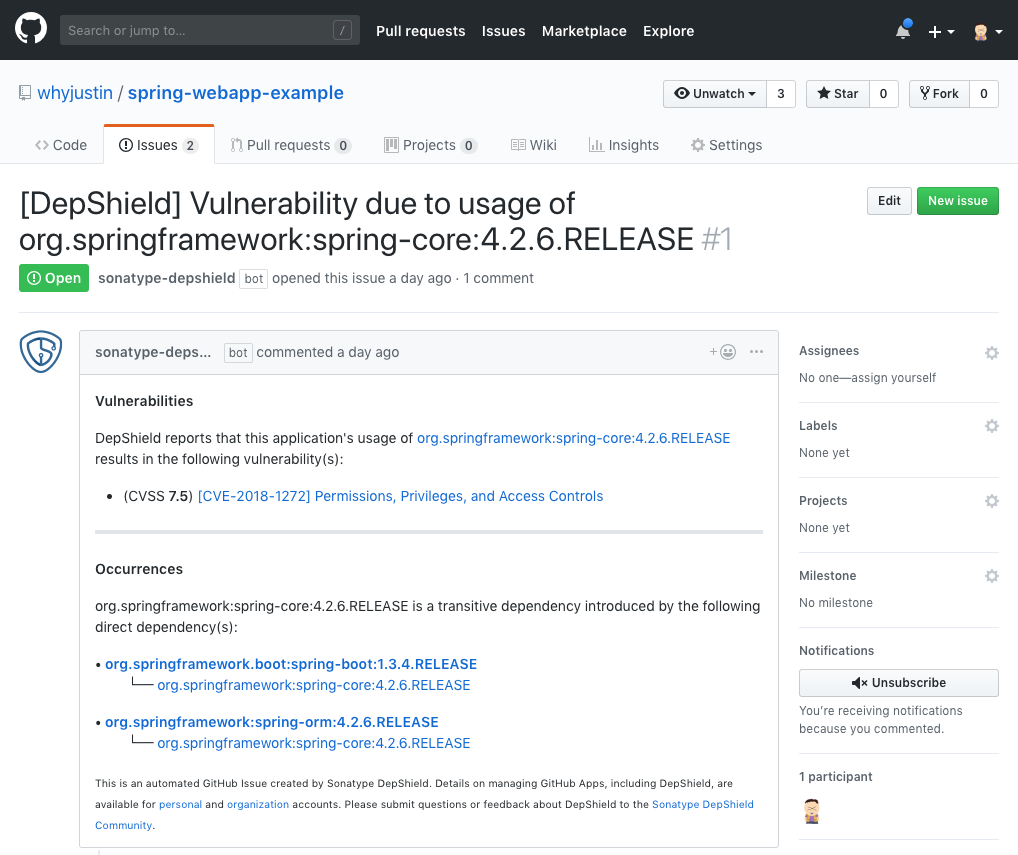 Search or jump to...
/
Pull requests
Issues
Marketplace
Explore
whyjustin / spring-webapp-example
Unwatch
3
Star
0
Fork
0
Code
Issues 2
Pull requests 0
Projects 0
Wiki
Insights
Settings
[DepShield] Vulnerability due to usage of
org.springframework:spring-core:4.2.6.RELEASE #1
Edit
New issue
Open
sonatype-depshield bot opened this issue a day ago · 1 comment
sonatype-deps... bot commented a day ago
Vulnerabilities
DepShield reports that this application's usage of org.springframework:spring-core:4.2.6.RELEASE
results in the following vulnerability(s):
• (CVSS 7.5) [CVE-2018-1272] Permissions, Privileges, and Access Controls
Occurrences
org.springframework:spring-core:4.2.6.RELEASE is a transitive dependency introduced by the following
direct dependency(s):
• org.springframework.boot:spring-boot:1.3.4.RELEASE
└─ org.springframework:spring-core:4.2.6.RELEASE
• org.springframework:spring-orm:4.2.6.RELEASE
└─ org.springframework:spring-core:4.2.6.RELEASE
This is an automated GitHub Issue created by Sonatype DepShield. Details on managing GitHub Apps, including DepShield, are
available for personal and organization accounts. Please submit questions or feedback about DepShield to the Sonatype DepShield
Community.
Assignees
No one—assign yourself
Labels
None yet
Projects
None yet
Milestone
No milestone
Notifications
Unsubscribe
You're receiving notifications
because you commented.
1 participant